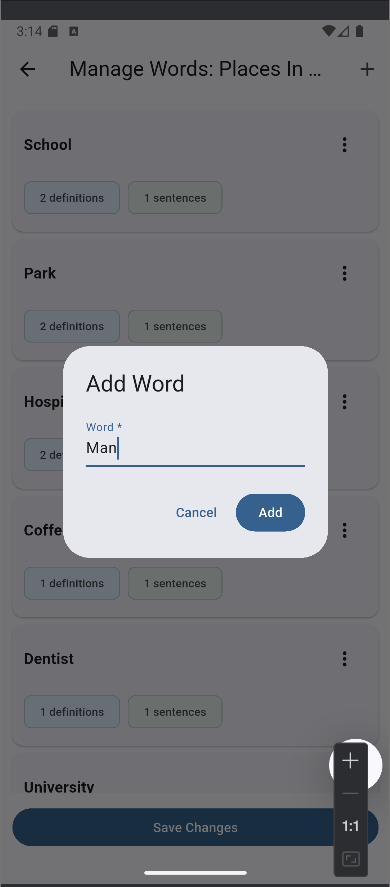 3:14
Manage Words: Places In ...
School
2 definitions
1 sentences
Park
2 definitions
1 sentences
Hospi
2 de
Add Word
Word *
Man
Cancel
Add
Coffe
1 definitions
1 sentences
Dentist
1 definitions
1 sentences
University
Save Changes
1:1